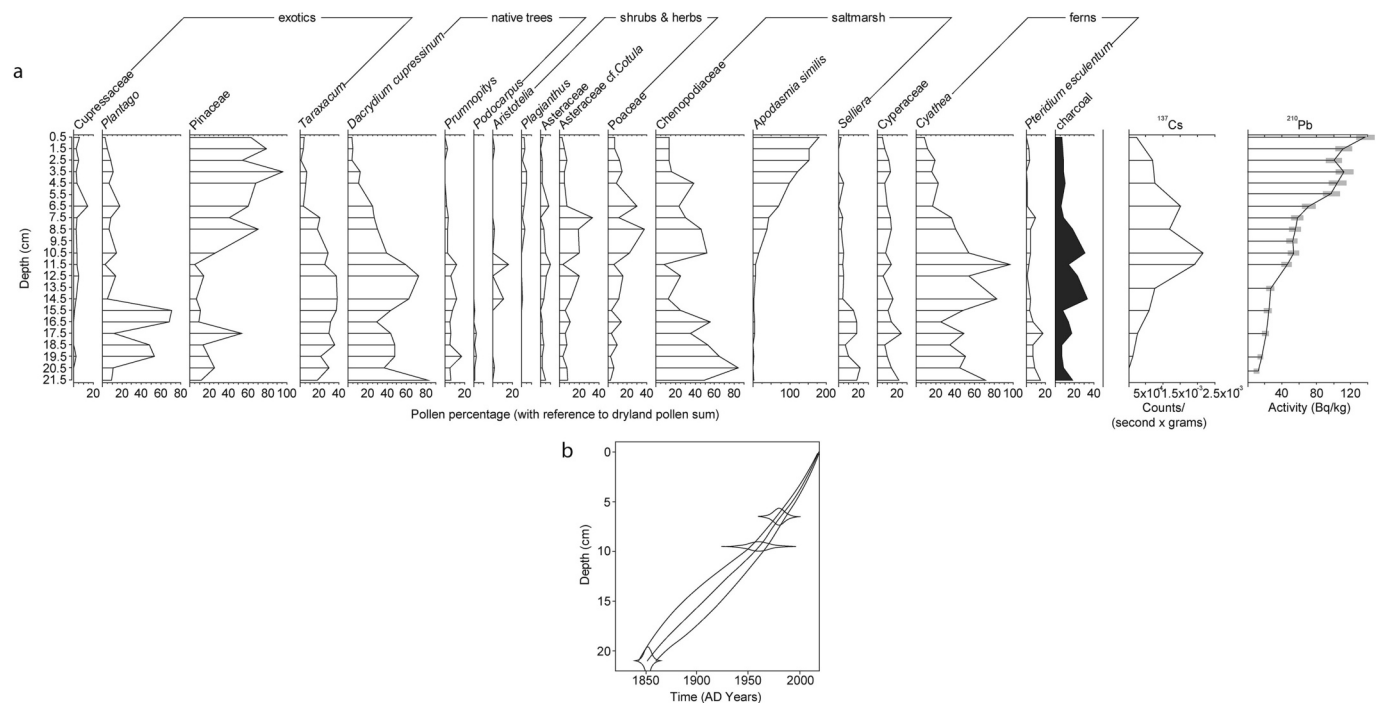 exotics native trees shrubs & herbs saltmarsh ferns
a
Cupressaceae
Plantago
Pinaceae
Taraxacum
Dacrydium cupressinum
Prumnopitys
Podocarpus
Aristotelia
Plagianthus
Asteraceae
Asteraceae cf.Cotula
Poaceae
Chenopodiaceae
Apodasmia similis
Selliera
Cyperaceae
Cyathea
Pteridium esculentum
charcoal
137Cs
210Pb
Depth (cm)
0.5
1.5
2.5
3.5
4.5
5.5
6.5
7.5
8.5
9.5
10.5
11.5
12.5
13.5
14.5
15.5
16.5
17.5
18.5
19.5
20.5
21.5
20 20 40 60 80 20 40 60 80 100 20 40 20 40 60 80 20 20 20 20 20 40 20 40 20 40 60 80 100 200 20 20 20 40 60 80 100 20 20 40 5x10-4 1.5x10-3 2.5x10-3 40 80 120
Pollen percentage (with reference to dryland pollen sum)
Counts/
(second x grams)
Activity (Bq/kg)
b
Depth (cm)
0
5
10
15
20
1850 1900 1950 2000
Time (AD Years)